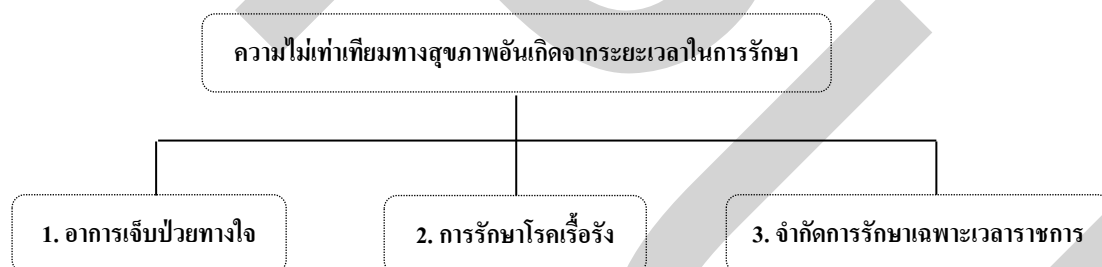 ความไม่เท่าเทียมทางสุขภาพอันเกิดจากระยะเวลาในการรักษา
1. อาการเจ็บป่วยทางใจ
2. การรักษาโรคเรื้อรัง
3. จำกัดการรักษาเฉพาะเวลาราชการ